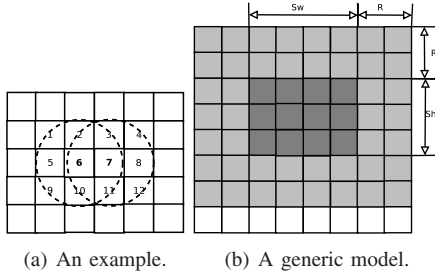 Sw
R
R
Sh
1 2 3 4
5 6 7 8
9 10 11 12
(a) An example.
(b) A generic model.